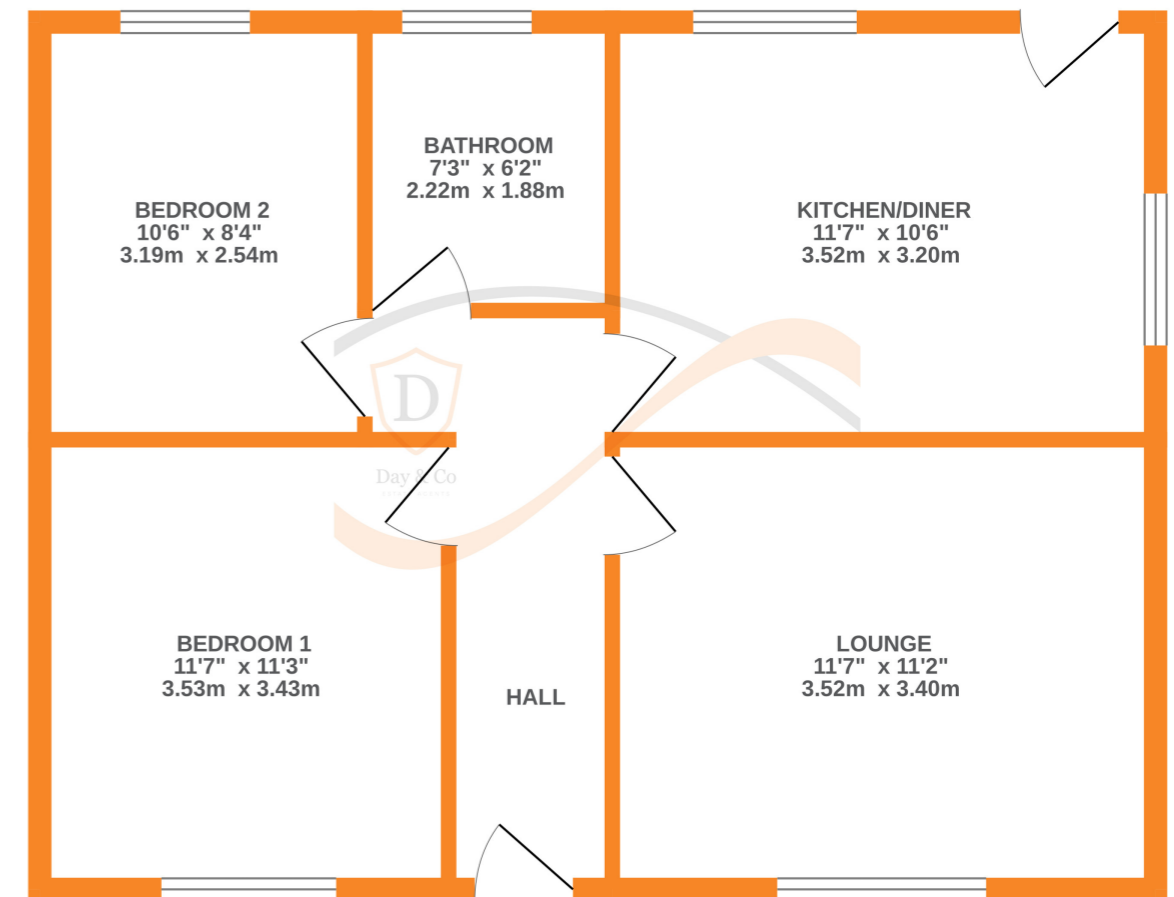 BATHROOM
7'3" x 6'2"
2.22m x 1.88m
BEDROOM 2
10'6" x 8'4"
3.19m x 2.54m
KITCHEN/DINER
11'7" x 10'6"
3.52m x 3.20m
D
Day & Co
BEDROOM 1
11'7" x 11'3"
3.53m x 3.43m
HALL
LOUNGE
11'7" x 11'2"
3.52m x 3.40m